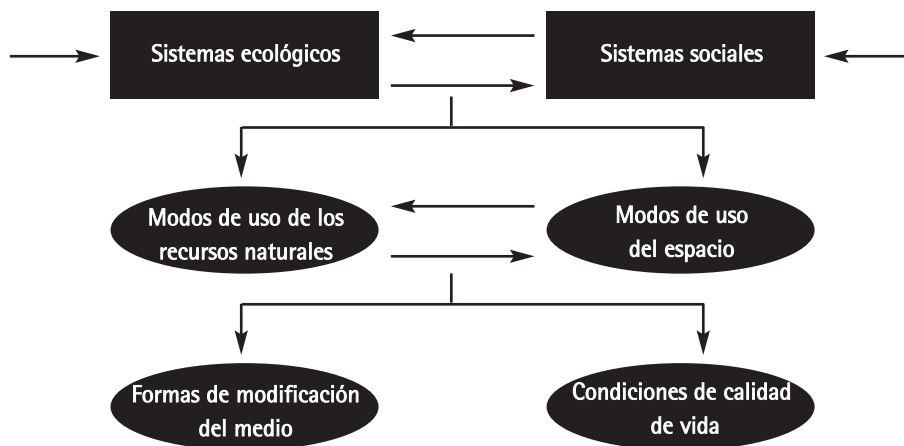 Sistemas ecológicos
Sistemas sociales
Modos de uso de los
recursos naturales
Modos de uso
del espacio
Formas de modificación
del medio
Condiciones de calidad
de vida